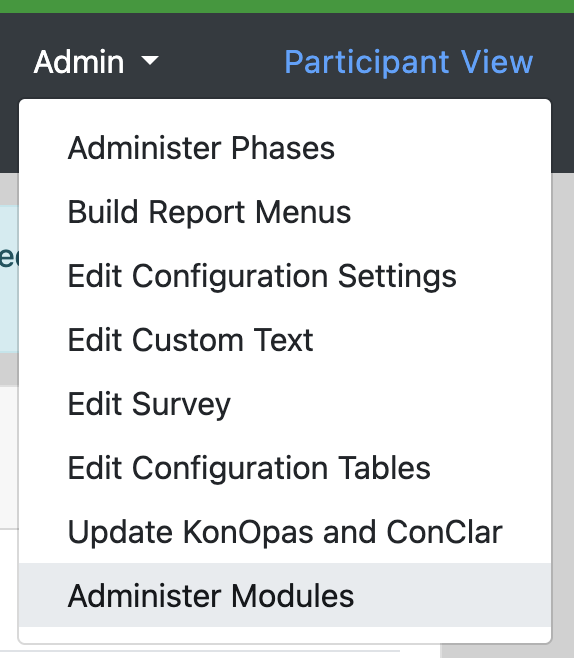 Admin
Participant View
Administer Phases
Build Report Menus
Edit Configuration Settings
Edit Custom Text
Edit Survey
Edit Configuration Tables
Update KonOpas and ConClar
Administer Modules